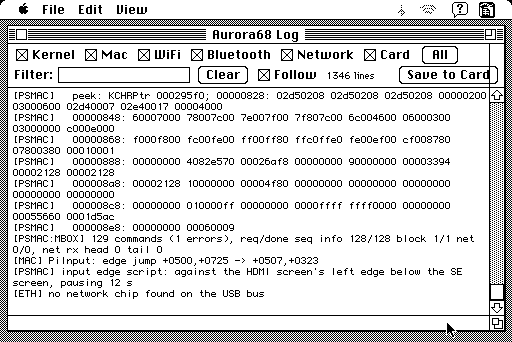 File Edit View
Aurora68 Log
Kernel Mac WiFi Bluetooth Network Card All
Filter: Clear Follow 1346 lines Save to Card
[PSMAC]   peek: KCHRPtr 000295f0; 00000828: 02d50208 02d50208 02d50208 00000200
03000600 02d40007 02e40017 00004000
[PSMAC]   00000848: 60007000 78007c00 7e007f00 7f807c00 6c004600 06000300
03000000 c000e000
[PSMAC]   00000868: f000f800 fc00fe00 ff00ff80 ffc0ffe0 fe00ef00 cf008780
07800380 00010000
[PSMAC]   00000888: 00000000 4082e570 00026af8 00000000 90000000 00003394
00002128 00002128
[PSMAC]   000008a8: 00002128 10000000 00004f80 00000000 00000000 00000000
00000000 00000000
[PSMAC]   000008c8: 00000000 010000ff 00000000 0000ffff ffff0000 00000000
00055660 0001d5ac
[PSMAC]   000008e8: 00000000 00060009
[PSMAC:MBOX] 129 commands (1 errors), req/done seq info 128/128 block 1/1 net
0/0, net rx head 0 tail 0
[MAC] PiInput: edge jump +0500,+0725 -> +0507,+0323
[PSMAC] input edge script: against the HDMI screen's left edge below the SE
screen, pausing 12 s
[ETH] no network chip found on the USB bus